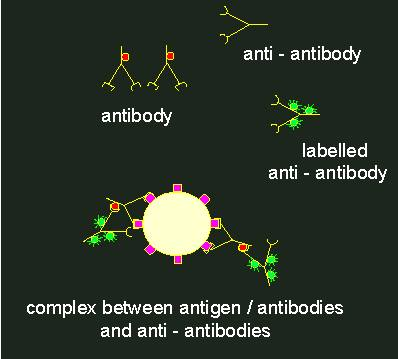 anti - antibody
antibody
labelled
anti - antibody
complex between antigen / antibodies
and anti - antibodies